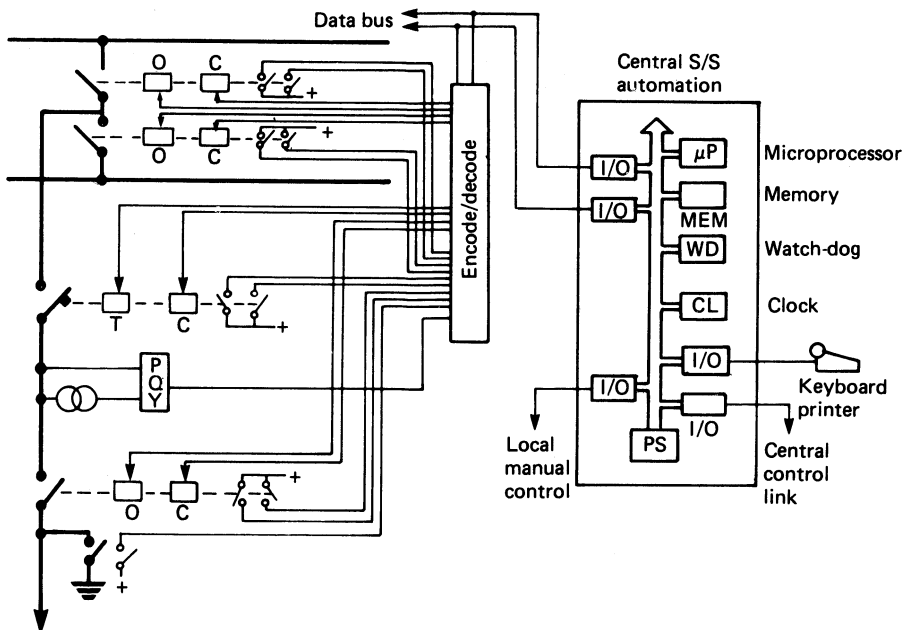 Data bus
O C
+
O C
+
T C
+
P
Q
Y
O C
+
+
Encode/decode
Central S/S
automation
I/O
I/O
I/O
μP
MEM
WD
CL
I/O
I/O
PS
Microprocessor
Memory
Watch-dog
Clock
Keyboard
printer
Local
manual
control
Central
control
link